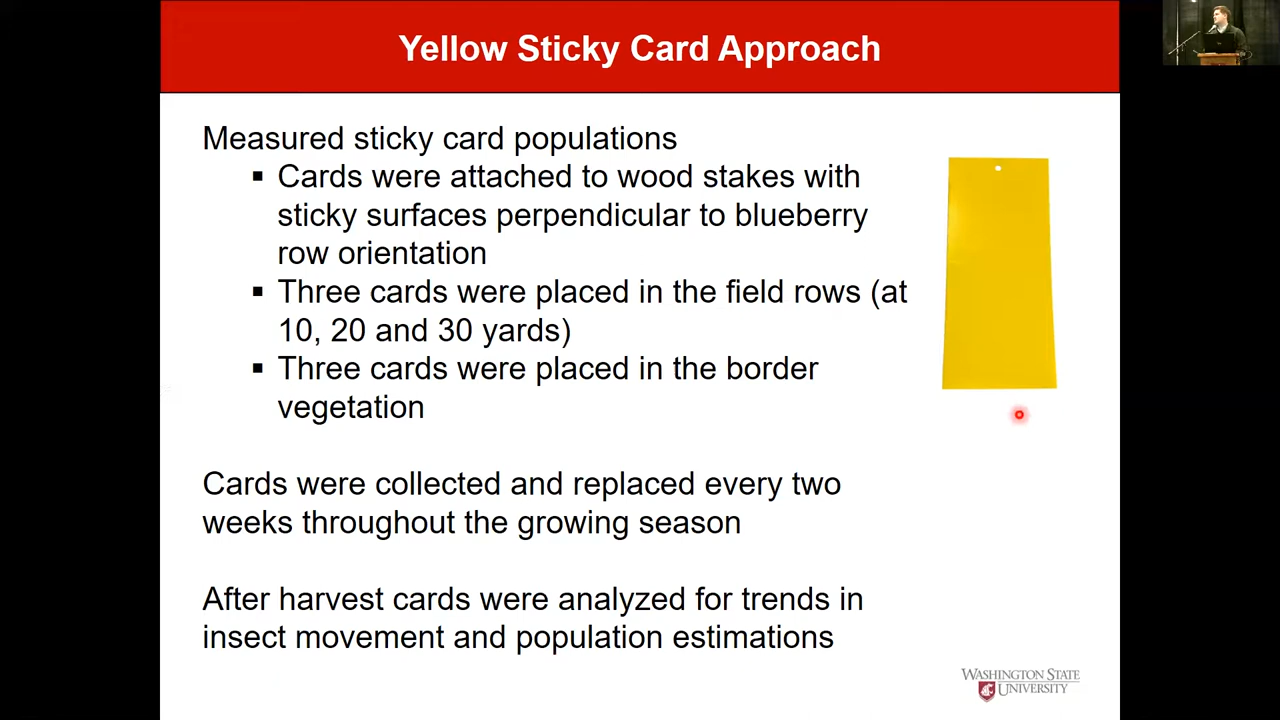 Yellow Sticky Card Approach
Measured sticky card populations
▪ Cards were attached to wood stakes with
sticky surfaces perpendicular to blueberry
row orientation
▪ Three cards were placed in the field rows (at
10, 20 and 30 yards)
▪ Three cards were placed in the border
vegetation
Cards were collected and replaced every two
weeks throughout the growing season
After harvest cards were analyzed for trends in
insect movement and population estimations
WASHINGTON STATE
UNIVERSITY